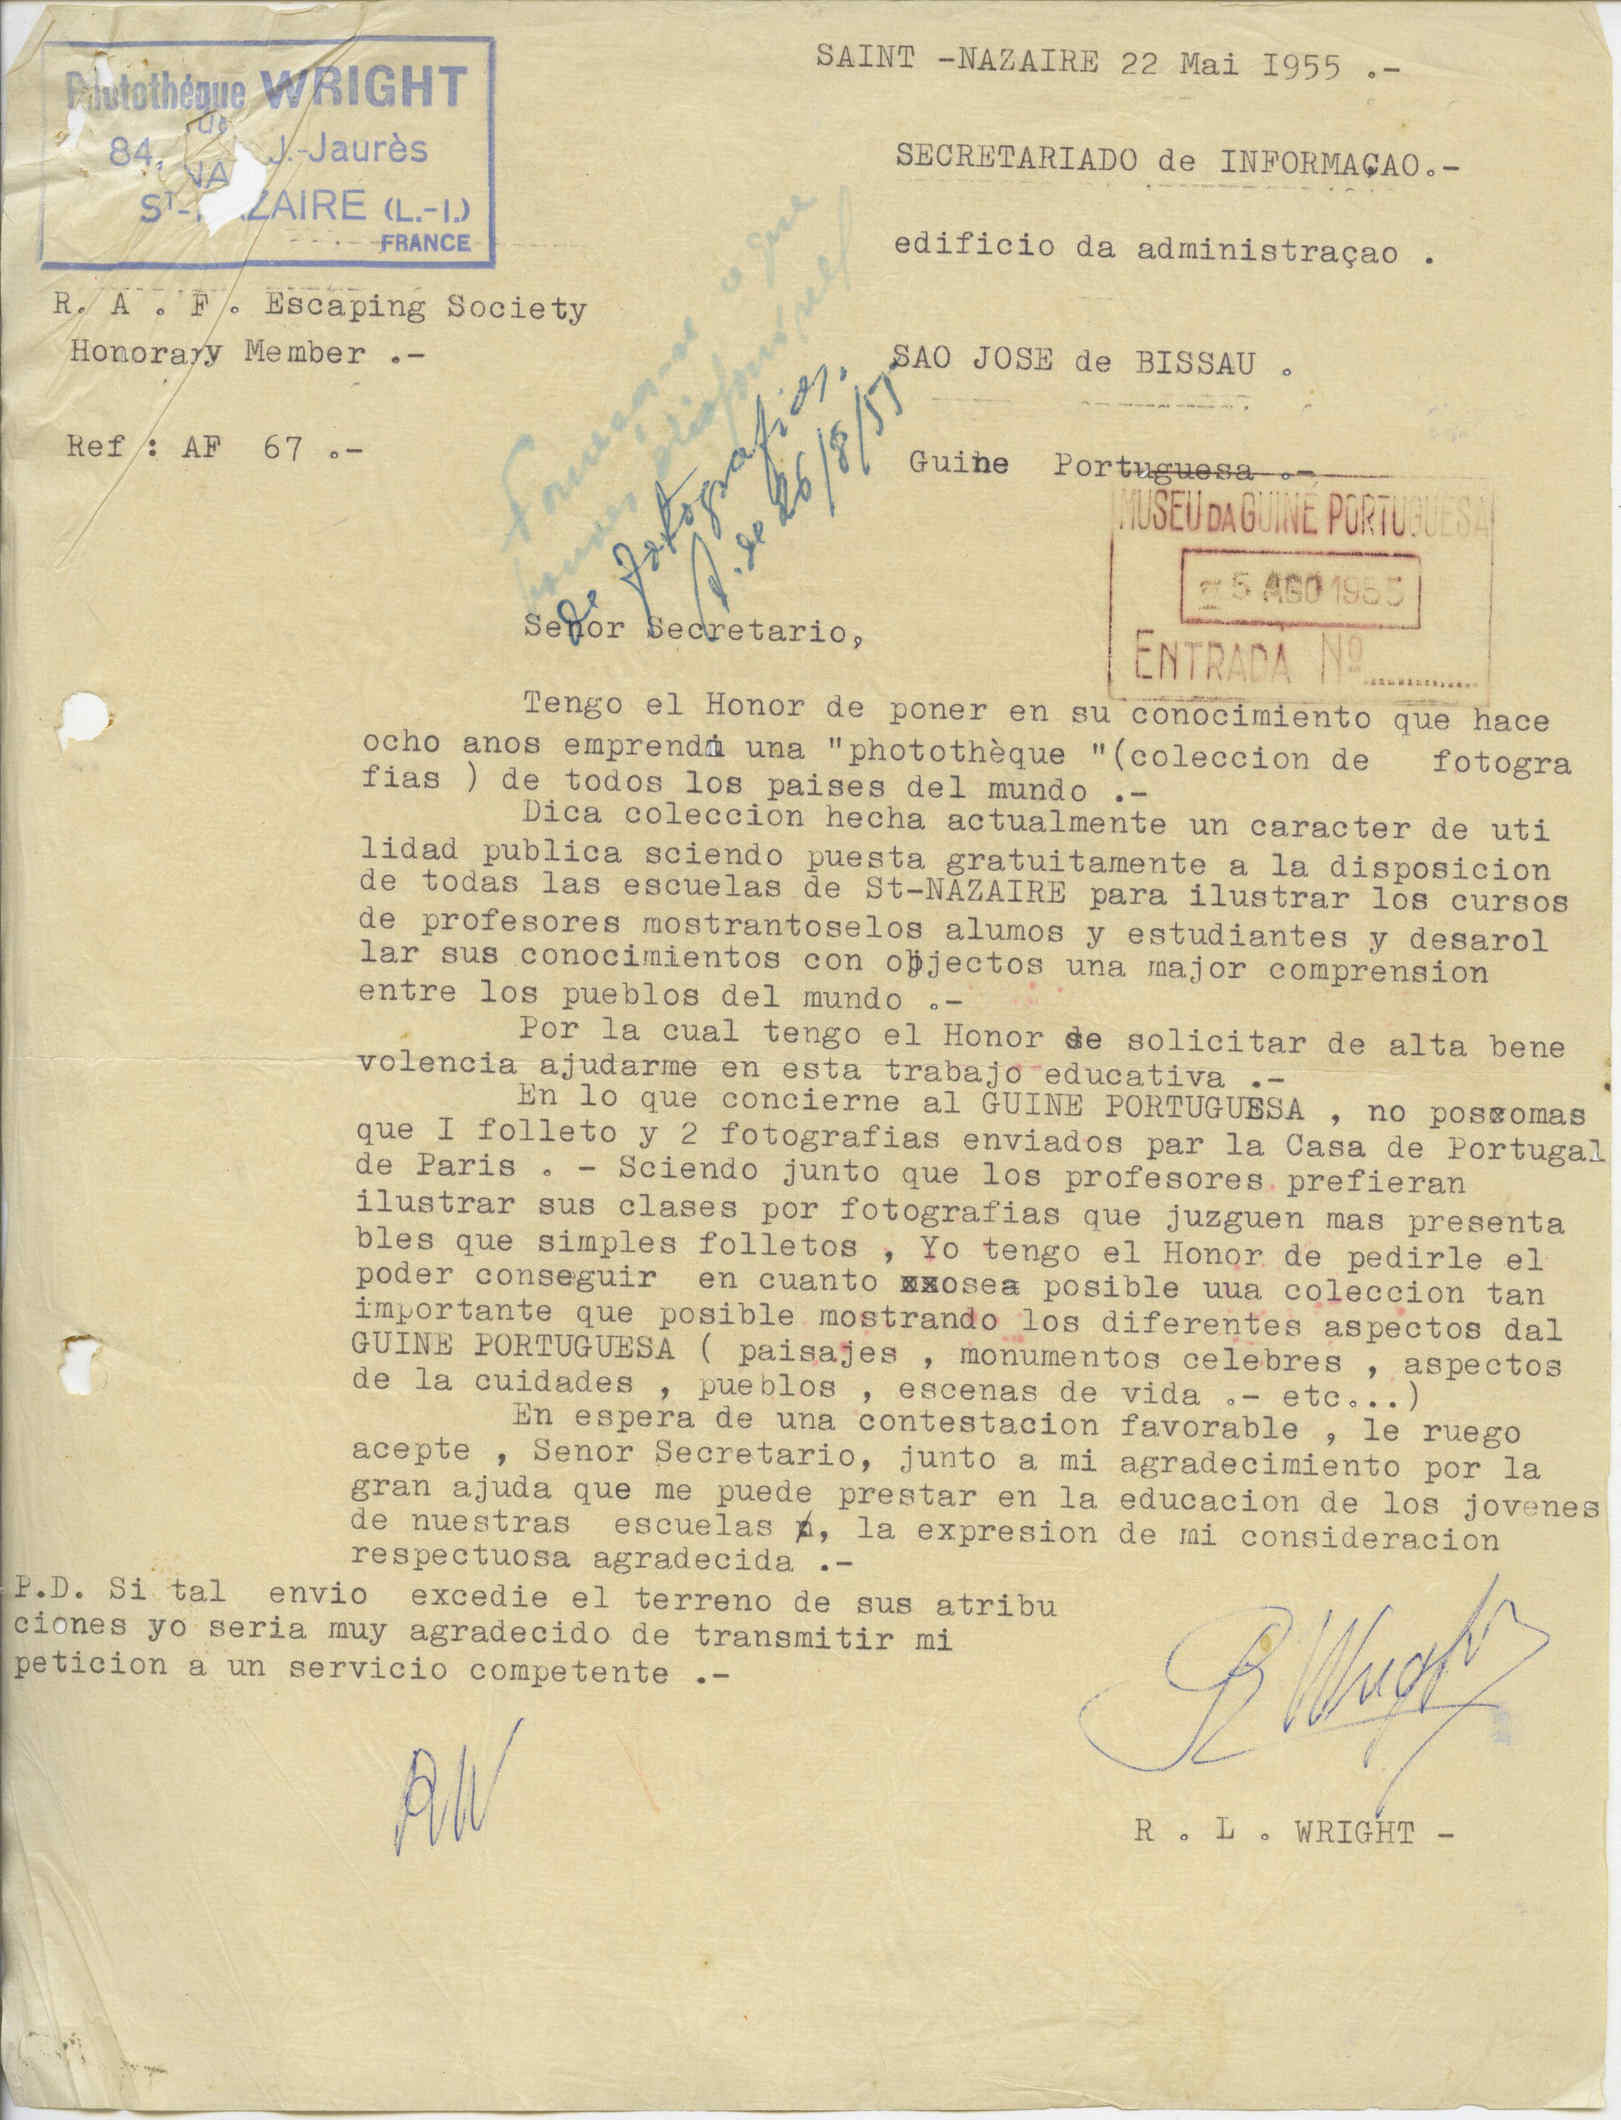 SAINT -NAZAIRE 22 Mai I955 .-
Photothéque WRIGHT
84, J.-Jaurès
ST-NAZAIRE (L.-I.)
FRANCE
SECRETARIADO de INFORMAÇAO.-
edificio da administraçao .
R. A . F . Escaping Society
Honorary Member .-
SAO JOSE de BISSAU .
Ref : AF 67 .-
Guine Portuguesa .-
de fotografias.
26/8/55
MUSEU DA GUINÉ PORTUGUESA
5 AGO 1955
ENTRADA Nº
Senor Secretario,
Tengo el Honor de poner en su conocimiento que hace
ocho anos emprendi una "photothèque "(coleccion de fotogra
fias ) de todos los paises del mundo .-
Dica coleccion hecha actualmente un caracter de uti
lidad publica sciendo puesta gratuitamente a la disposicion
de todas las escuelas de St-NAZAIRE para ilustrar los cursos
de profesores mostrantoselos alumos y estudiantes y desarol
lar sus conocimientos con objectos una major comprension
entre los pueblos del mundo .-
Por la cual tengo el Honor de solicitar de alta bene
volencia ajudarme en esta trabajo educativa .-
En lo que concierne al GUINE PORTUGUESA , no possomas
que I folleto y 2 fotografias enviados par la Casa de Portugal
de Paris . - Sciendo junto que los profesores prefieran
ilustrar sus clases por fotografias que juzguen mas presenta
bles que simples folletos , Yo tengo el Honor de pedirle el
poder conseguir en cuanto xxosea posible uua coleccion tan
importante que posible mostrando los diferentes aspectos dal
GUINE PORTUGUESA ( paisajes , monumentos celebres , aspectos
de la cuidades , pueblos , escenas de vida .- etc...)
En espera de una contestacion favorable , le ruego
acepte , Senor Secretario, junto a mi agradecimiento por la
gran ajuda que me puede prestar en la educacion de los jovenes
de nuestras escuelas , la expresion de mi consideracion
respectuosa agradecida .-
P.D. Si tal envio excedie el terreno de sus atribu
ciones yo seria muy agradecido de transmitir mi
peticion a un servicio competente .-
RW
R Wright
R . L . WRIGHT -